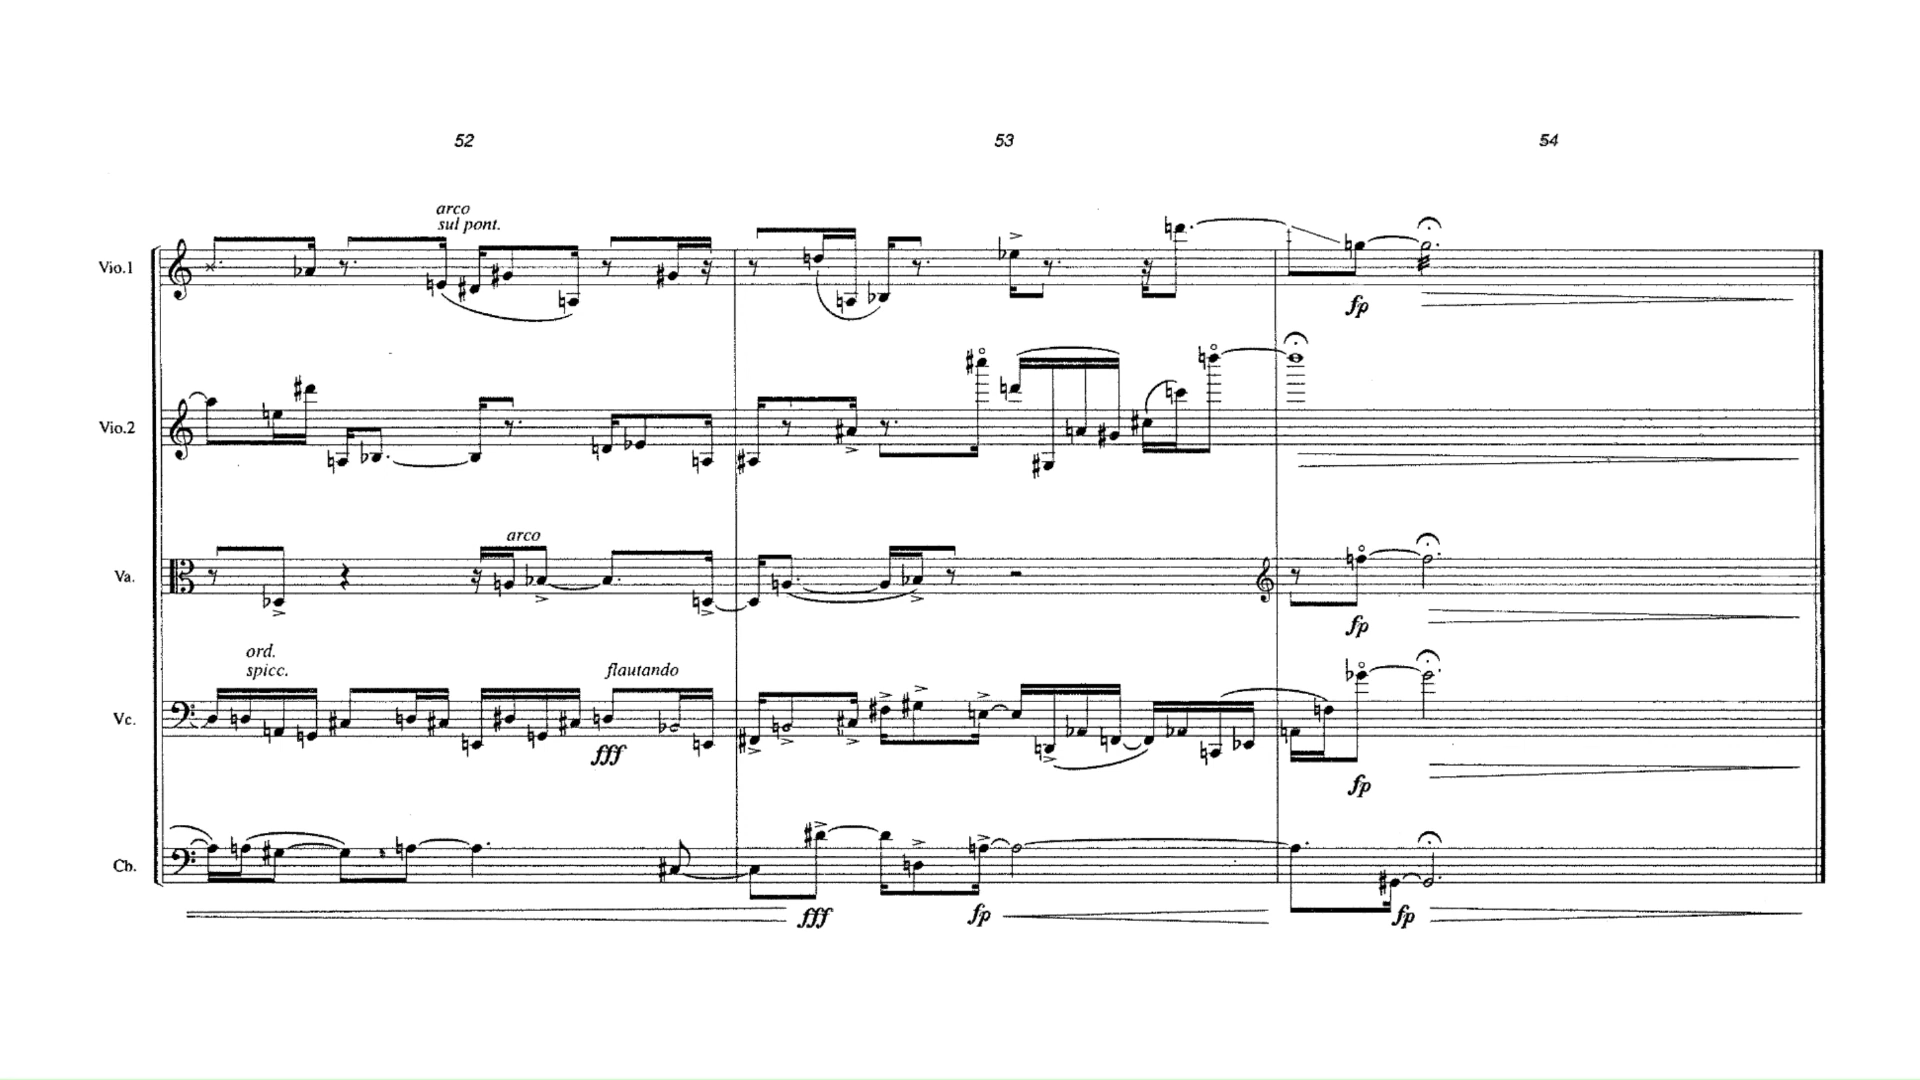 52 53 54
arco
sul pont.
Vio.1
fp
Vio.2
arco
Va.
fp
ord.
spicc. flautando
Vc.
fff
fp
Cb.
fff fp fp